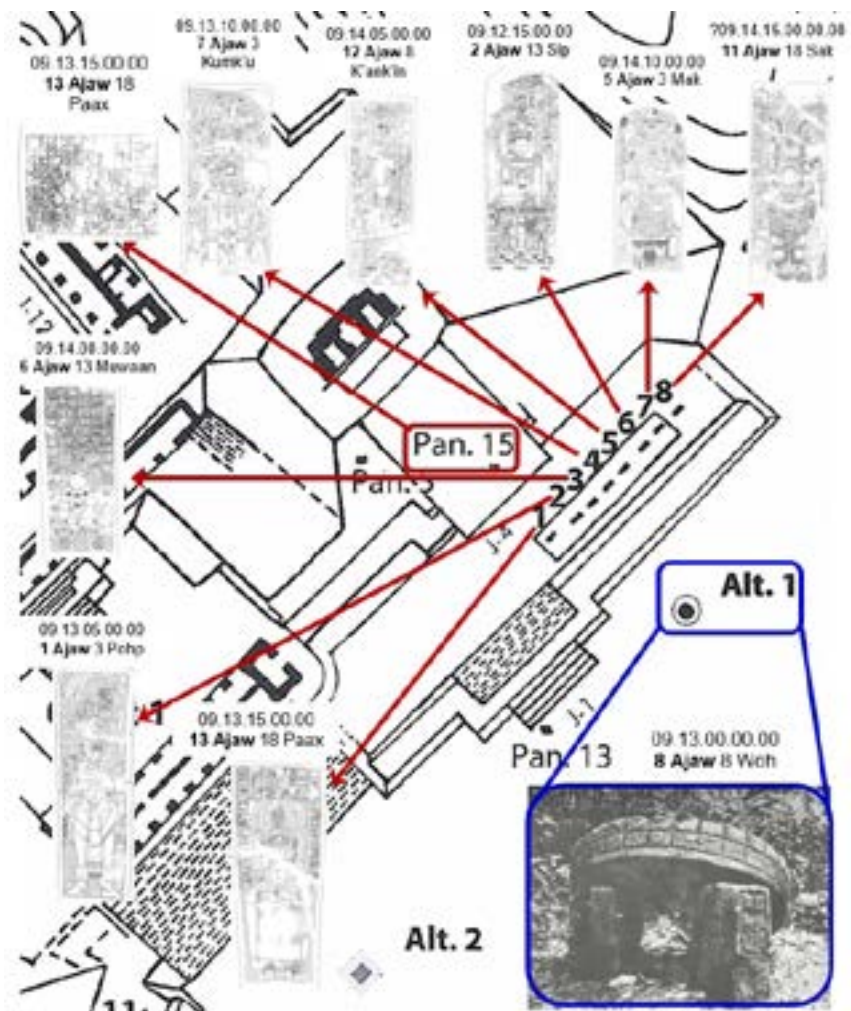 09.13.15.00.00
13 Ajaw 18
Paax
09.13.10.00.00
7 Ajaw 3
Kumk'u
09.14.05.00.00
12 Ajaw 8
K'ank'in
09.12.15.00.00
2 Ajaw 13 Sip
09.14.10.00.00
5 Ajaw 3 Mak
?09.14.15.00.00.00
11 Ajaw 18 Sak
J-12
09.14.00.00.00
6 Ajaw 13 Muwaan
Pan. 15
8
7
6
5
4
3
2
1
J-4
Alt. 1
09.13.05.00.00
1 Ajaw 3 Pohp
09.13.15.00.00
13 Ajaw 18 Paax
J-1
Pan. 13
09.13.00.00.00
8 Ajaw 8 Woh
Alt. 2
11